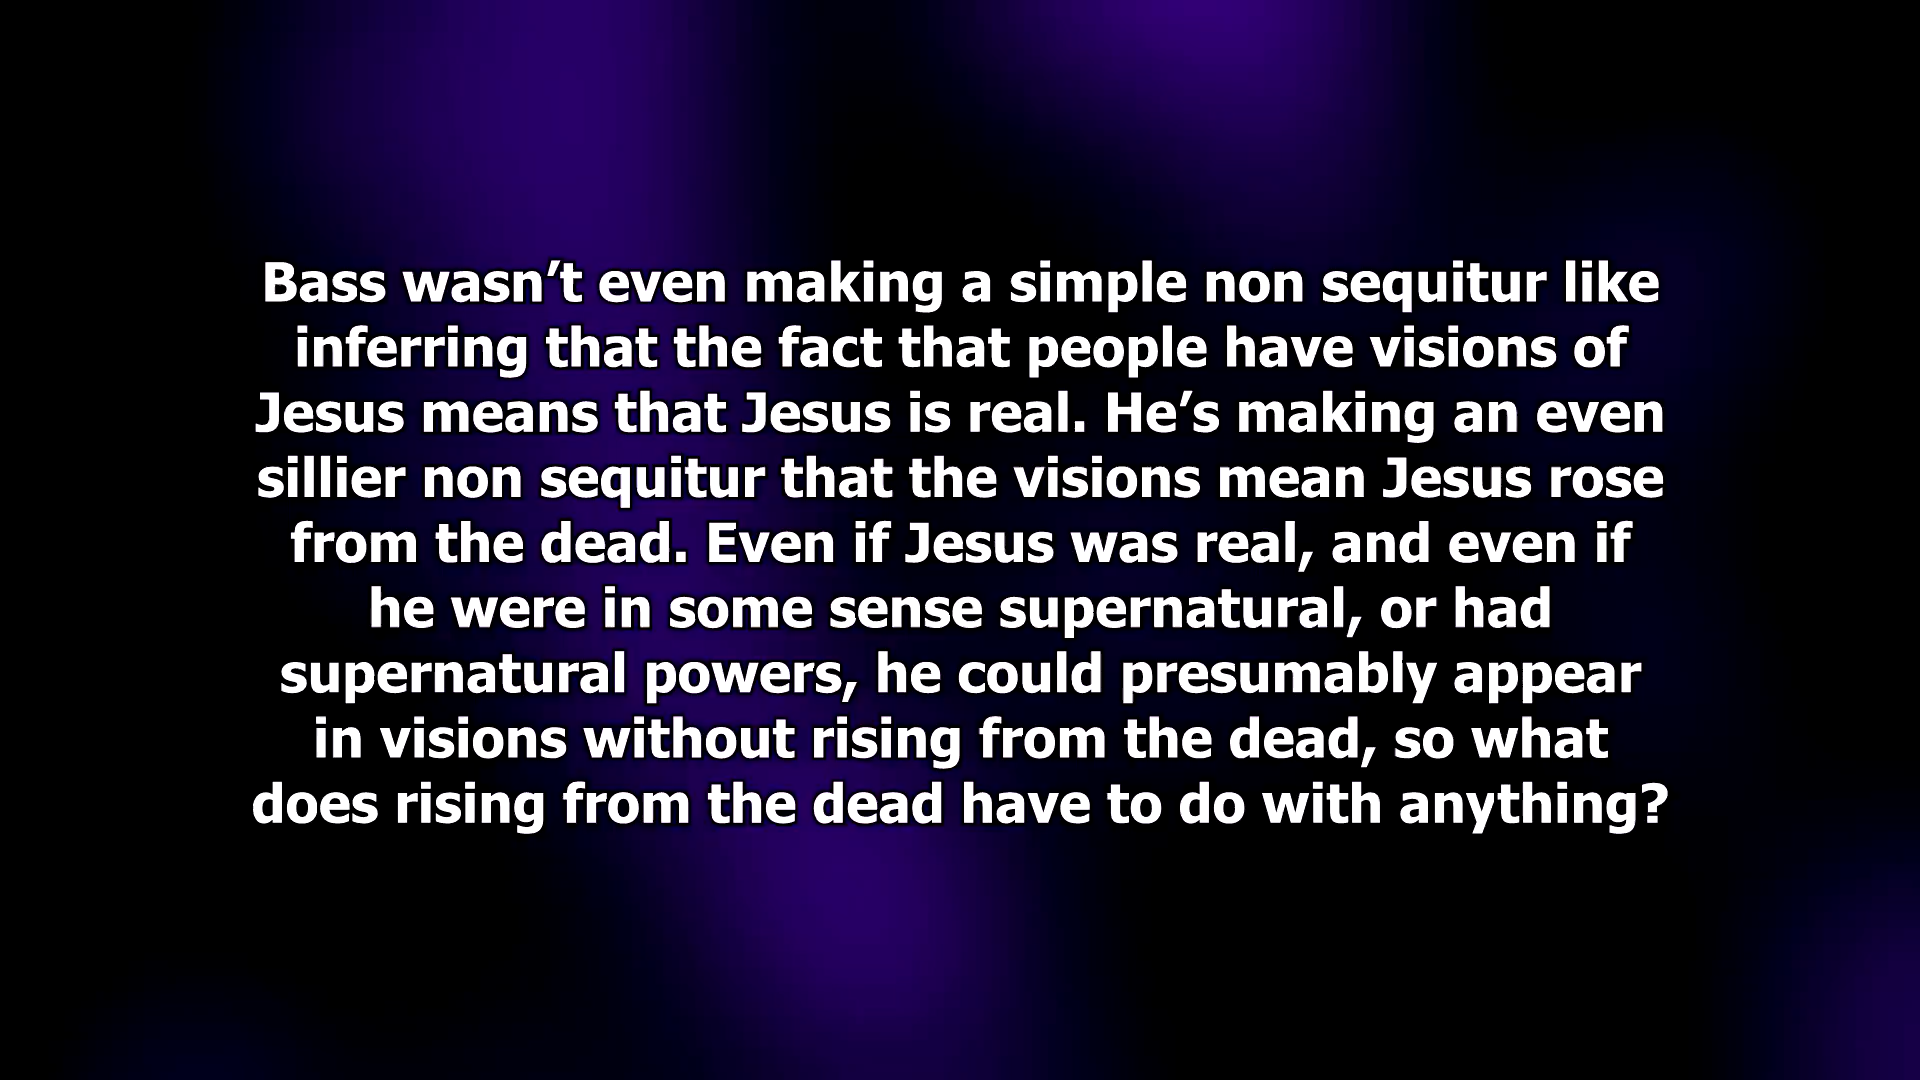 Bass wasn’t even making a simple non sequitur like
inferring that the fact that people have visions of
Jesus means that Jesus is real. He’s making an even
sillier non sequitur that the visions mean Jesus rose
from the dead. Even if Jesus was real, and even if
he were in some sense supernatural, or had
supernatural powers, he could presumably appear
in visions without rising from the dead, so what
does rising from the dead have to do with anything?